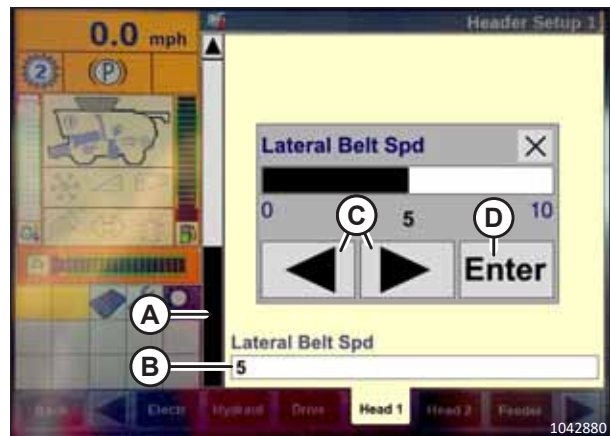 0.0 mph
Header Setup 1
2
(P)
Lateral Belt Spd
0
5
10
C
D
Enter
A
Lateral Belt Spd
B
5
Back
Electr
Hydraul
Drive
Head 1
Head 2
Feeder
1042880